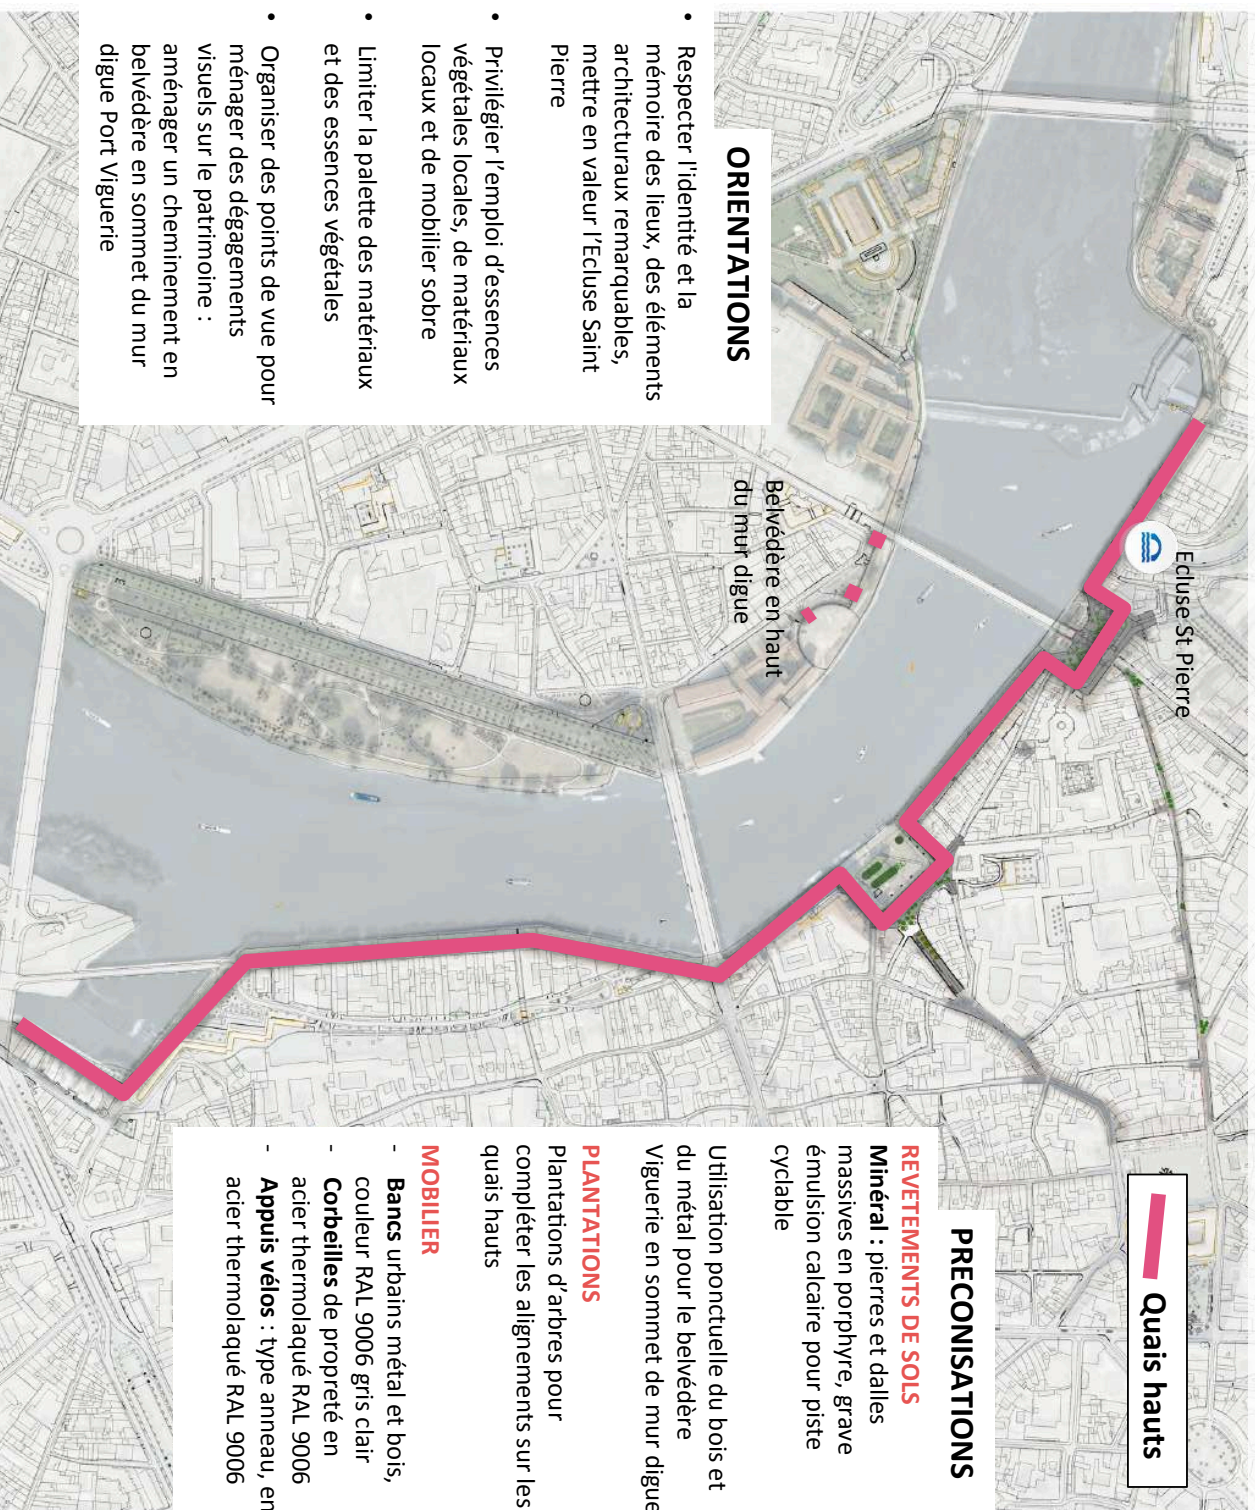 Quais hauts
Ecluse St Pierre
Belvédère en haut
du mur digue
ORIENTATIONS
• Respecter l'identité et la
mémoire des lieux, des éléments
architecturaux remarquables,
mettre en valeur l'Ecluse Saint
Pierre
• Privilégier l'emploi d'essences
végétales locales, de matériaux
locaux et de mobilier sobre
• Limiter la palette des matériaux
et des essences végétales
• Organiser des points de vue pour
ménager des dégagements
visuels sur le patrimoine :
aménager un cheminement en
belvédère en sommet du mur
digue Port Viguerie
PRECONISATIONS
REVETEMENTS DE SOLS
Minéral : pierres et dalles
massives en porphyre, grave
émulsion calcaire pour piste
cyclable
Utilisation ponctuelle du bois et
du métal pour le belvédère
Viguerie en sommet de mur digue
PLANTATIONS
Plantations d'arbres pour
compléter les alignements sur les
quais hauts
MOBILIER
- Bancs urbains métal et bois,
couleur RAL 9006 gris clair
- Corbeilles de propreté en
acier thermolaqué RAL 9006
- Appuis vélos : type anneau, en
acier thermolaqué RAL 9006